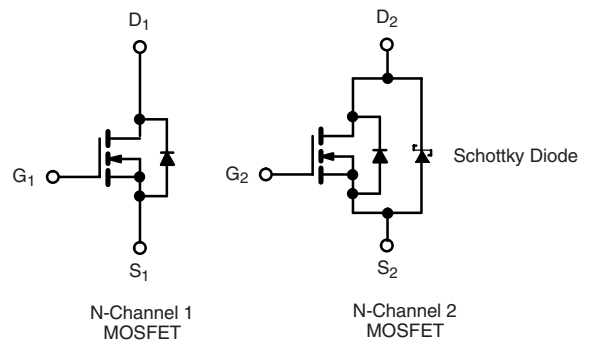 D1
D2
G1
G2
Schottky Diode
S1
S2
N-Channel 1
MOSFET
N-Channel 2
MOSFET